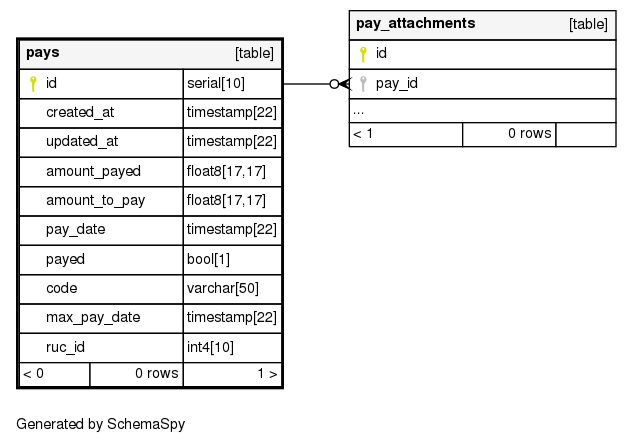 pays [table]
id serial[10]
created_at timestamp[22]
updated_at timestamp[22]
amount_payed float8[17,17]
amount_to_pay float8[17,17]
pay_date timestamp[22]
payed bool[1]
code varchar[50]
max_pay_date timestamp[22]
ruc_id int4[10]
< 0 0 rows 1 >
pay_attachments [table]
id
pay_id
...
< 1 0 rows
Generated by SchemaSpy